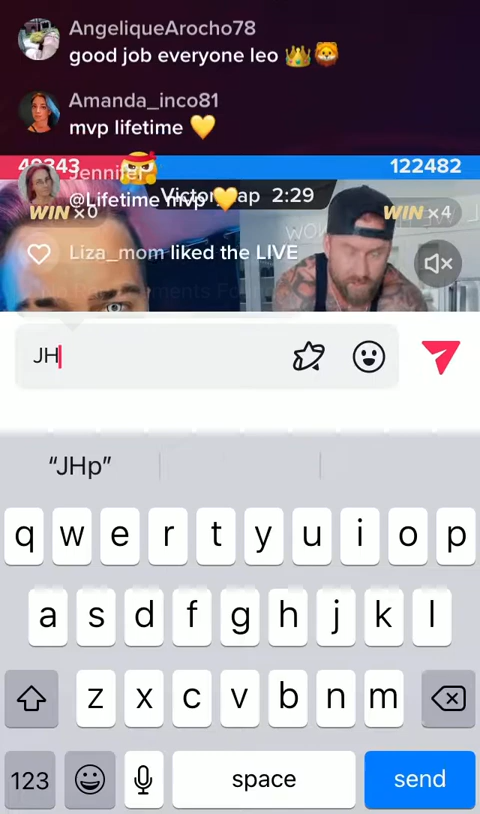 AngeliqueArocho78
good job everyone leo 👑🦁
Amanda_inco81
mvp lifetime 💛
122482
Jennifer
@Lifetime mvp 💛
2:29
WIN ×0
WIN ×4
Liza_mom liked the LIVE
JH
“JHp”
q w e r t y u i o p
a s d f g h j k l
z x c v b n m
123
space
send